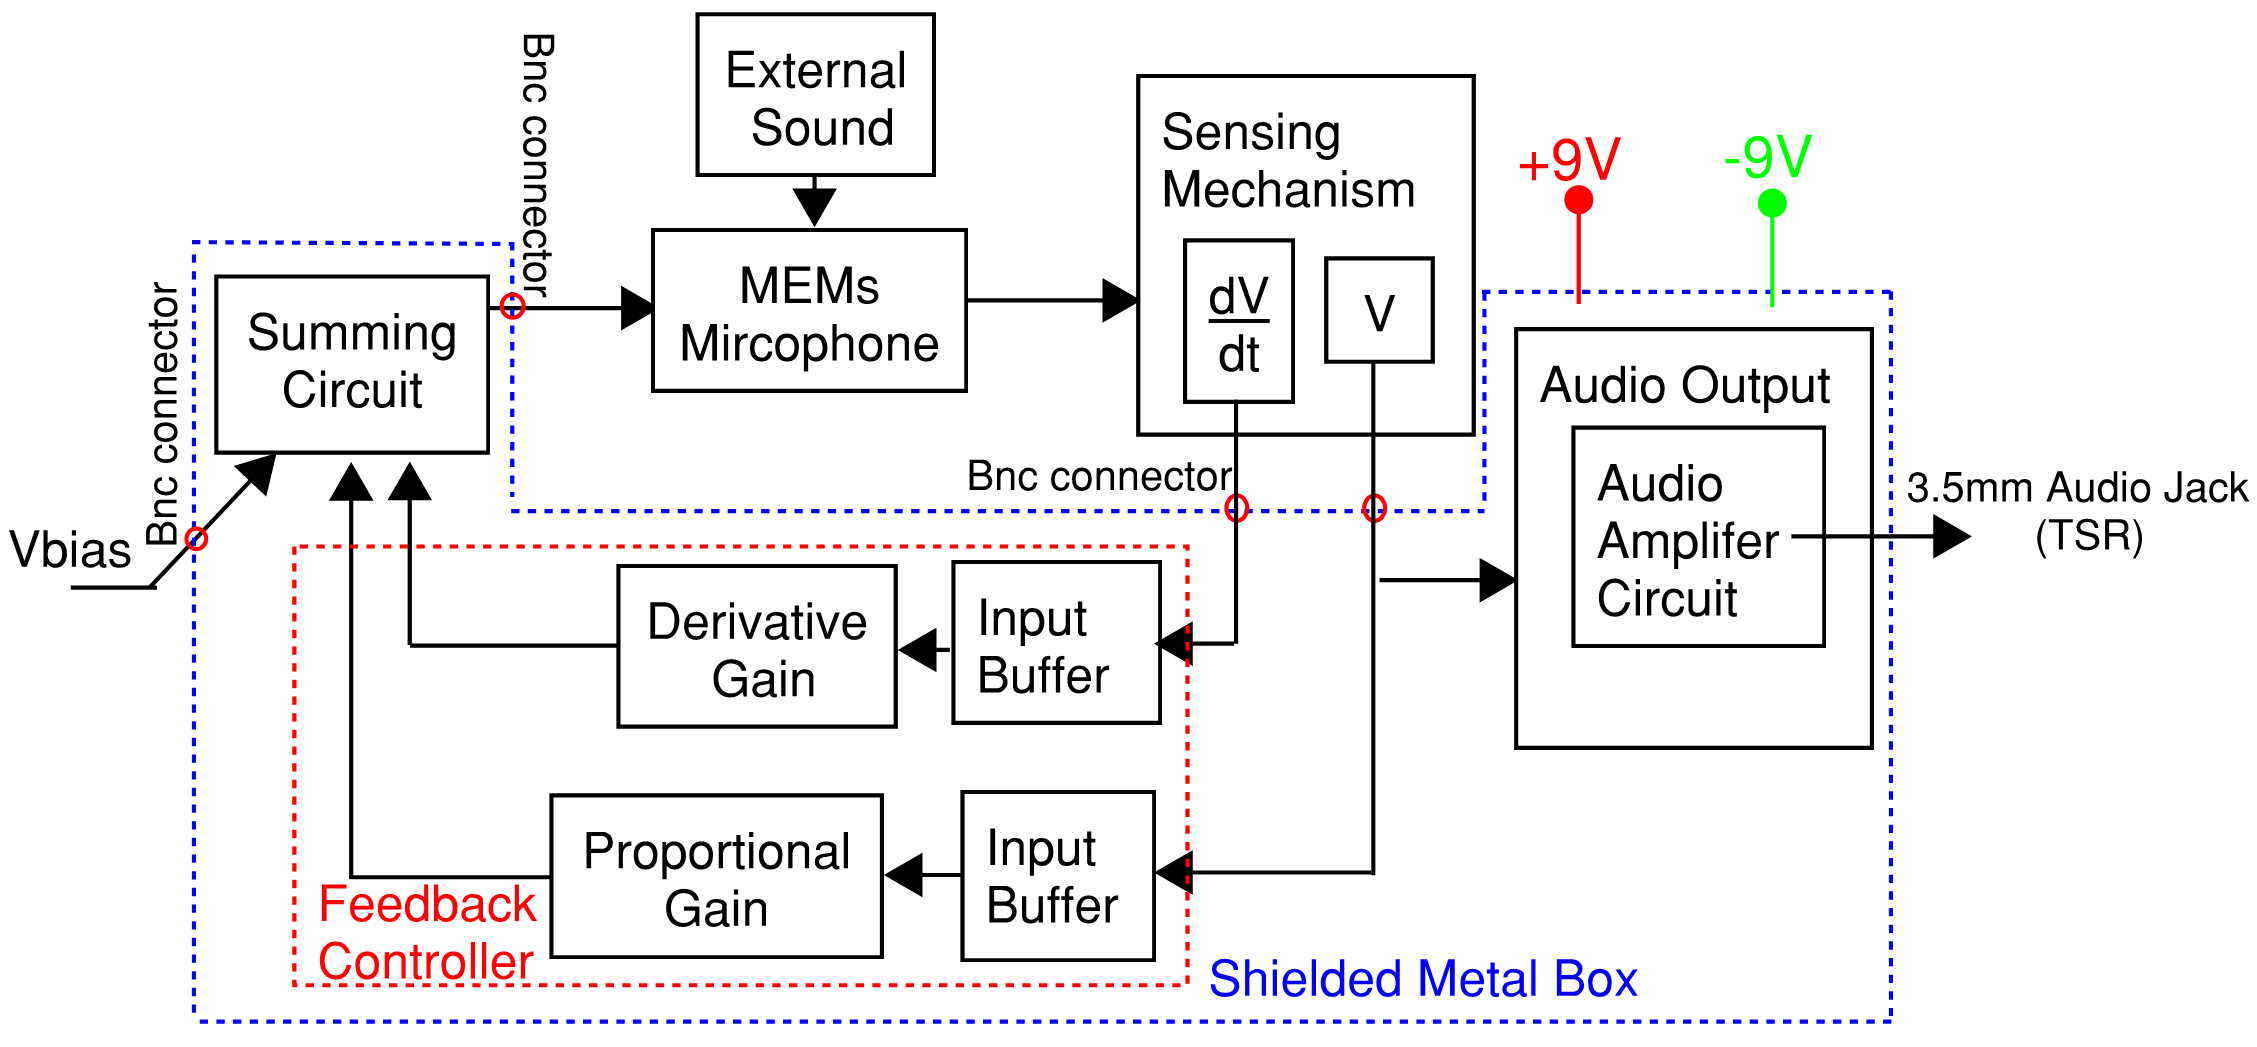 External
Sound
Bnc connector
Sensing
Mechanism
dV
dt
V
+9V
-9V
MEMs
Mircophone
Summing
Circuit
Bnc connector
Vbias
Bnc connector
Audio Output
Audio
Amplifer
Circuit
3.5mm Audio Jack
(TSR)
Derivative
Gain
Input
Buffer
Proportional
Gain
Input
Buffer
Feedback
Controller
Shielded Metal Box